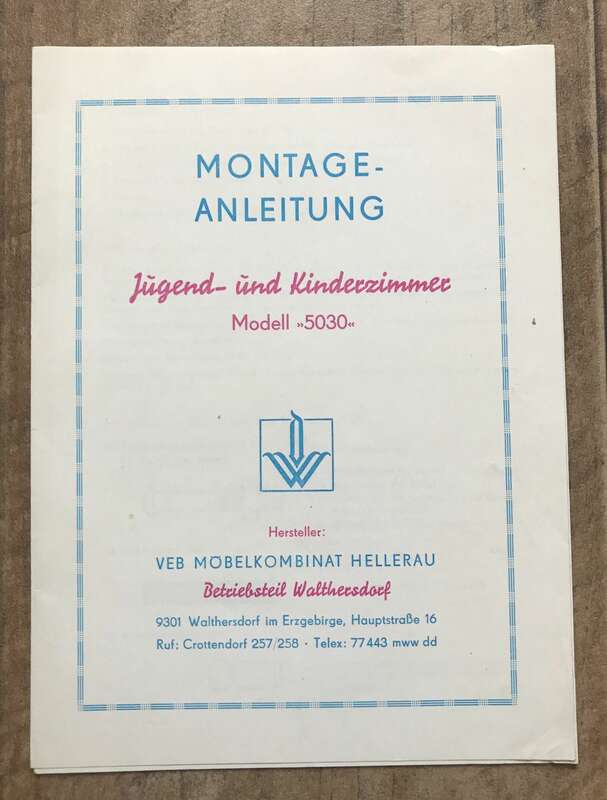 MONTAGE-
ANLEITUNG
Jugend- und Kinderzimmer
Modell »5030«
Hersteller:
VEB MÖBELKOMBINAT HELLERAU
Betriebsteil Walthersdorf
9301 Walthersdorf im Erzgebirge, Hauptstraße 16
Ruf: Crottendorf 257/258 · Telex: 77443 mww dd